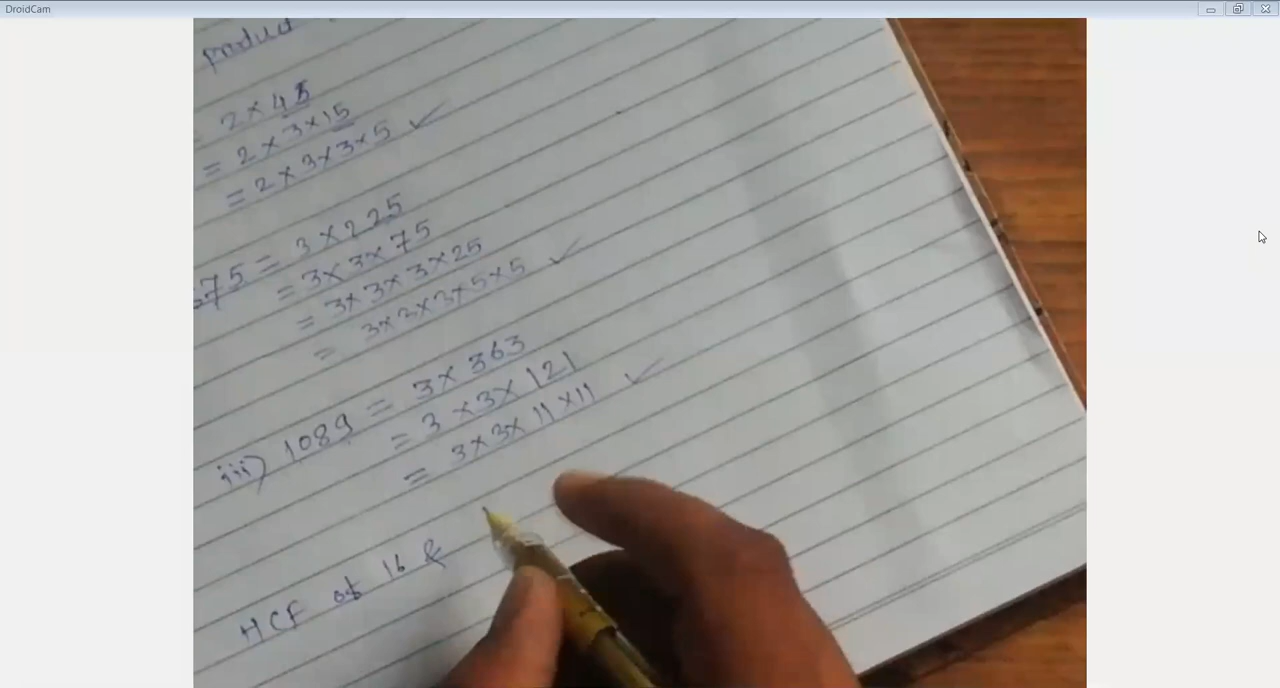 DroidCam
product
= 2 × 45
= 2 × 3 × 15
= 2 × 3 × 3 × 5 ✓
675 = 3 × 225
= 3 × 3 × 75
= 3 × 3 × 3 × 25
= 3 × 3 × 3 × 5 × 5 ✓
iii) 1089 = 3 × 363
= 3 × 3 × 121
= 3 × 3 × 11 × 11 ✓
HCF of 16 &